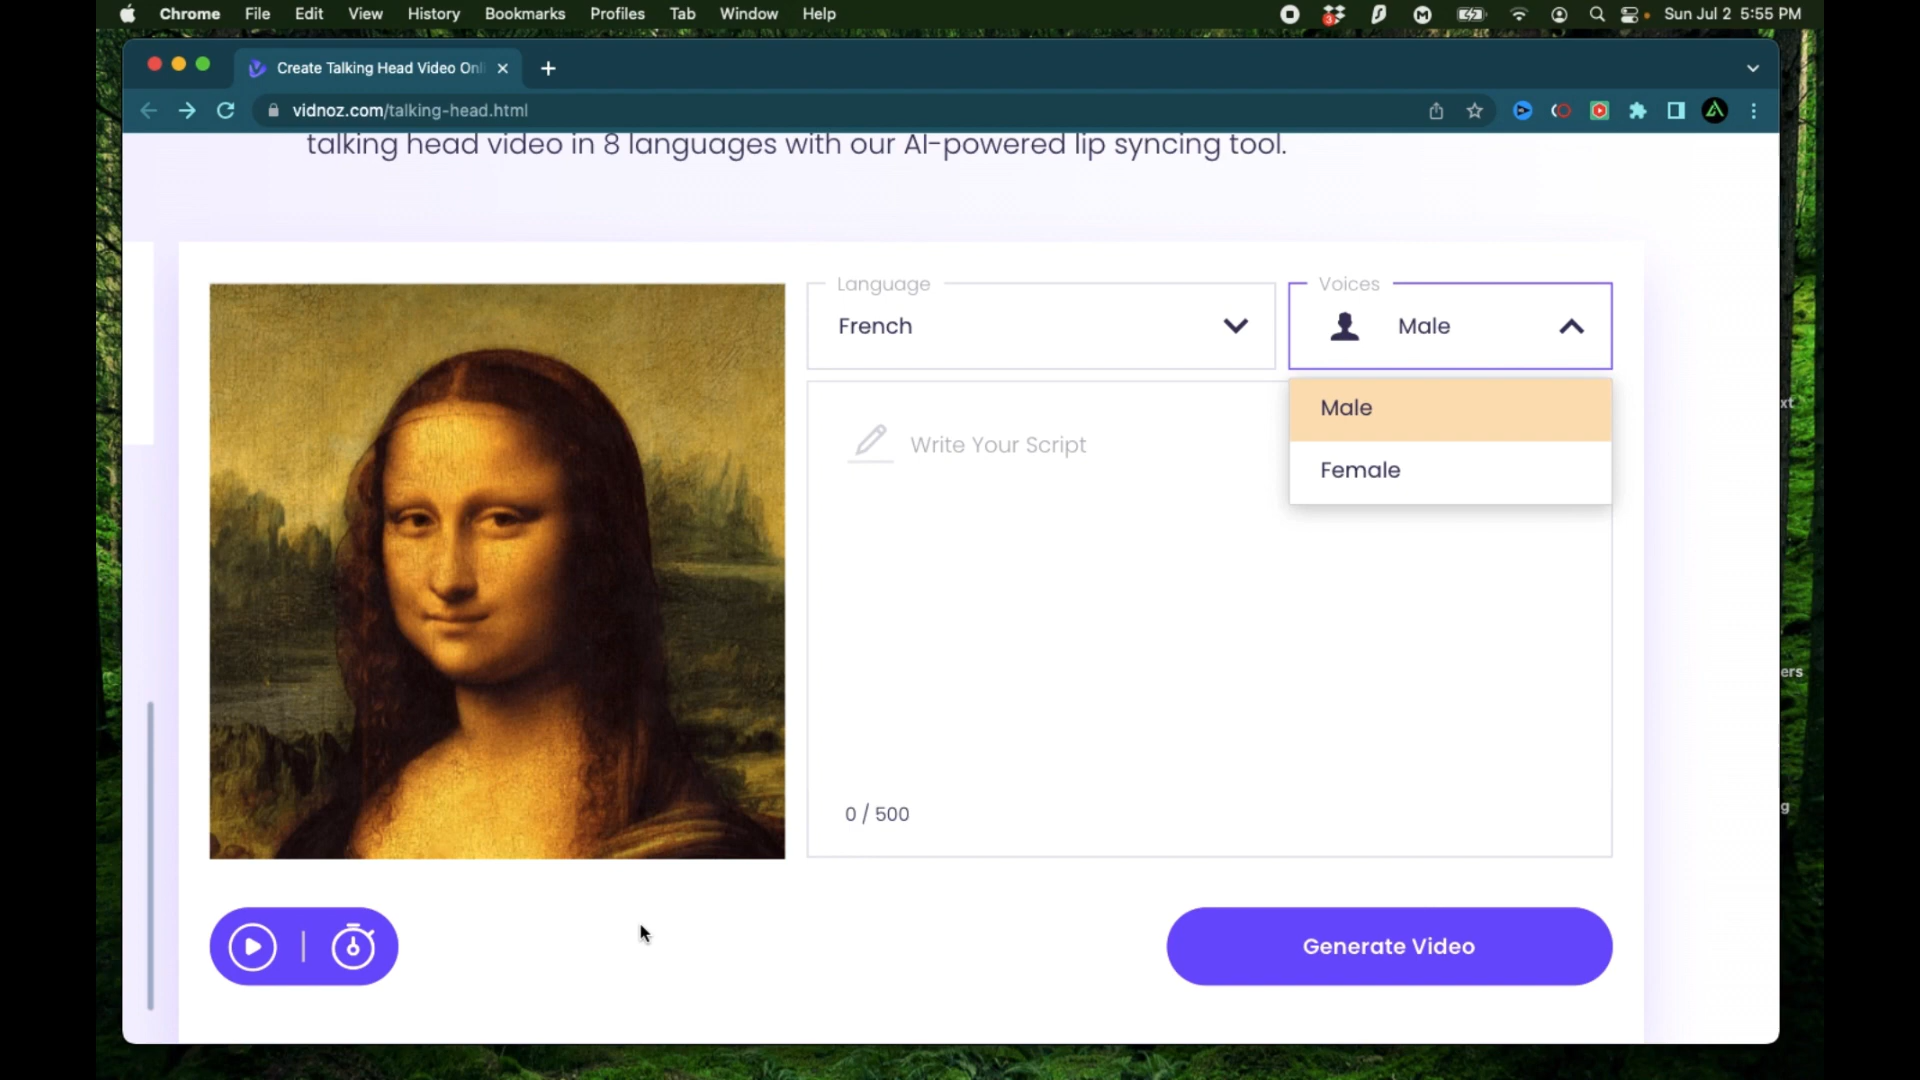 Chrome File Edit View History Bookmarks Profiles Tab Window Help
3
Sun Jul 2 5:55 PM
Create Talking Head Video Onl
vidnoz.com/talking-head.html
talking head video in 8 languages with our AI-powered lip syncing tool.
Language
French
Voices
Male
Male
Female
Write Your Script
0 / 500
Generate Video
xt
ers
g